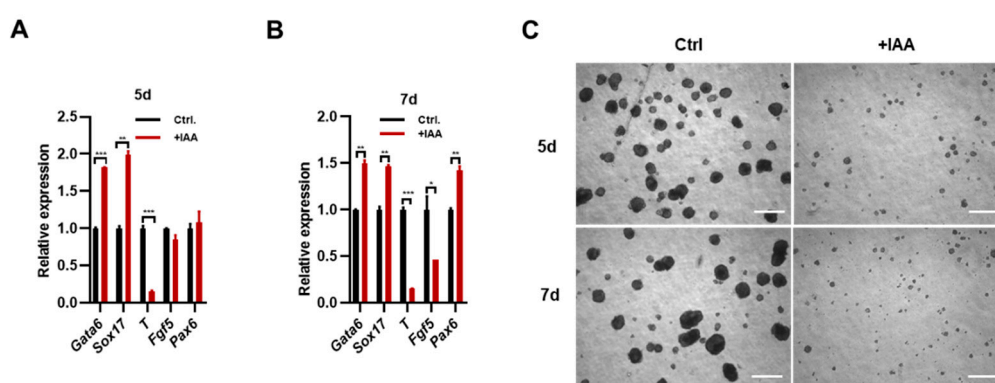 A
5d
Ctrl.
+IAA
Relative expression
2.5
2.0
1.5
1.0
0.5
0.0
***
**
***
Gata6
Sox17
T
Fgf5
Pax6
B
7d
Ctrl.
+IAA
Relative expression
2.0
1.5
1.0
0.5
0.0
**
**
***
*
**
Gata6
Sox17
T
Fgf5
Pax6
C
Ctrl
+IAA
5d
7d